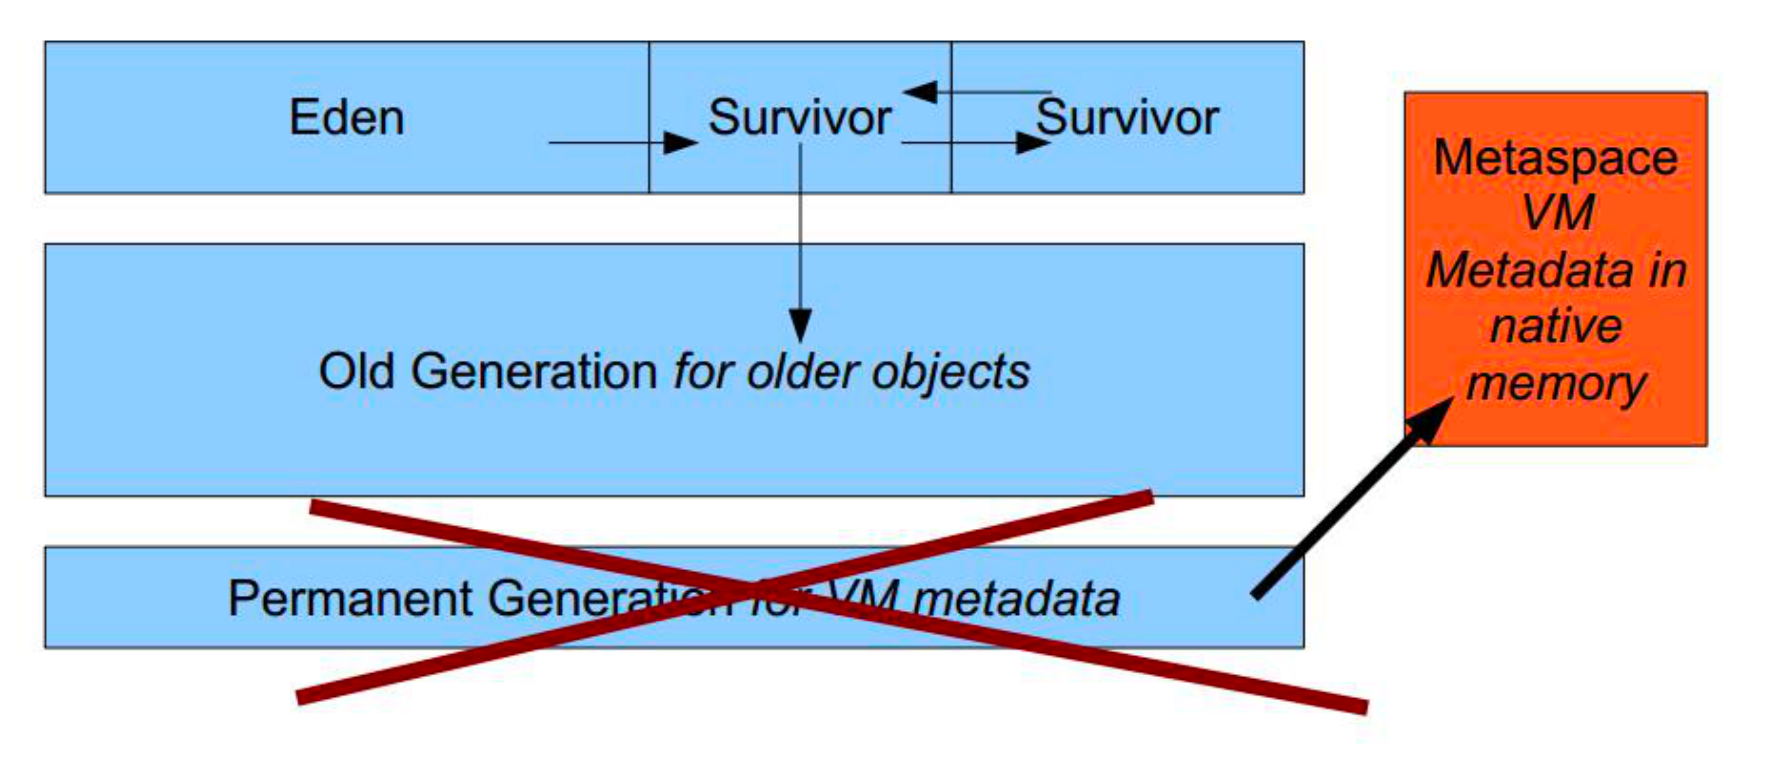 Eden
Survivor
Survivor
Old Generation for older objects
Permanent Generation for VM metadata
Metaspace
VM
Metadata in
native
memory